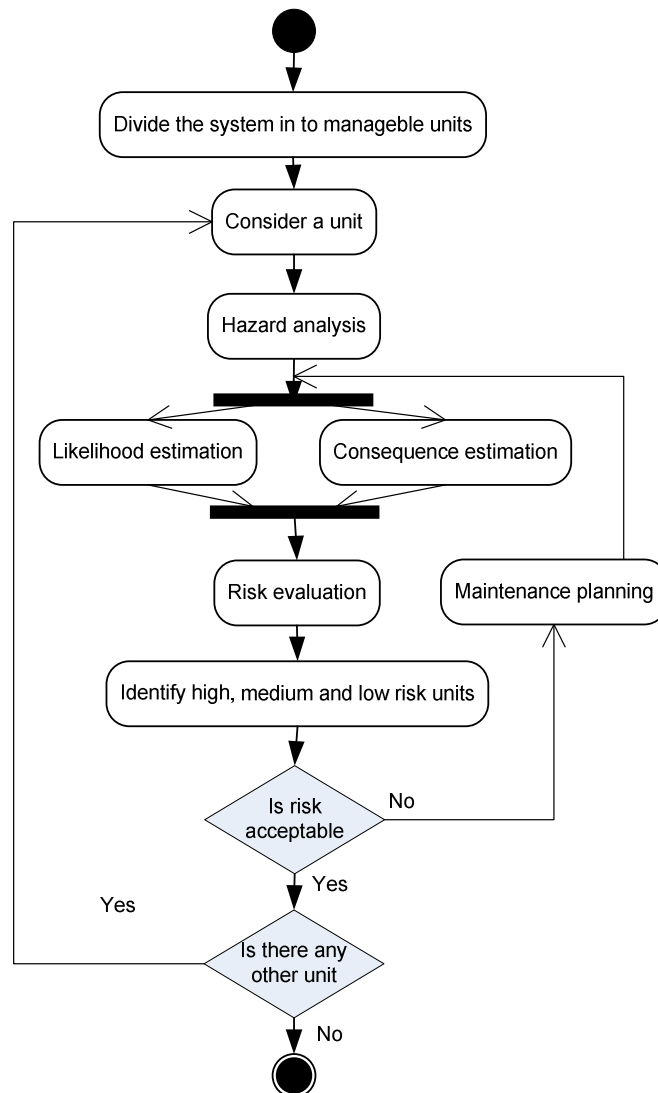 Divide the system in to manageble units
Consider a unit
Hazard analysis
Likelihood estimation
Consequence estimation
Risk evaluation
Maintenance planning
Identify high, medium and low risk units
Is risk
acceptable
No
Yes
Yes
Is there any
other unit
No